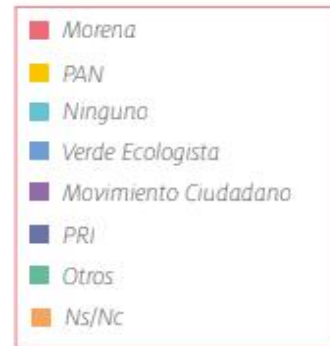 Morena
PAN
Ninguno
Verde Ecologista
Movimiento Ciudadano
PRI
Otros
Ns/Nc